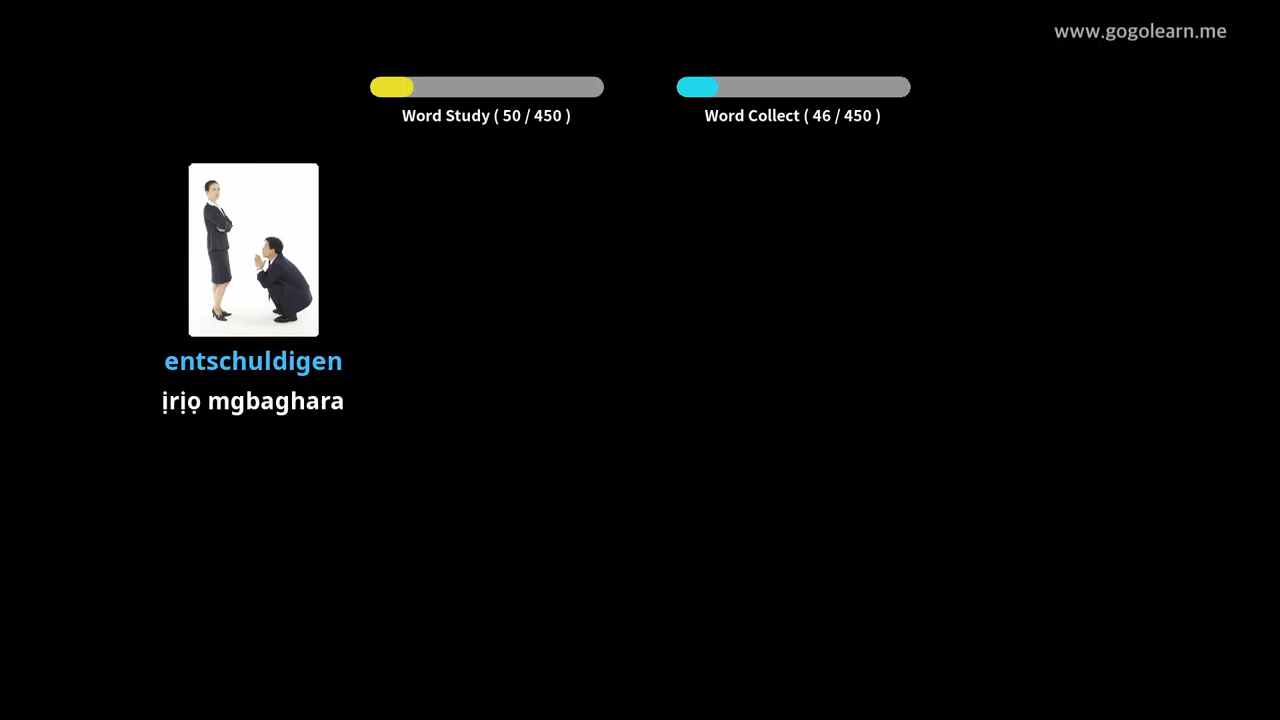 www.gogolearn.me
Word Study ( 50 / 450 )
Word Collect ( 46 / 450 )
entschuldigen
ịrịọ mgbaghara